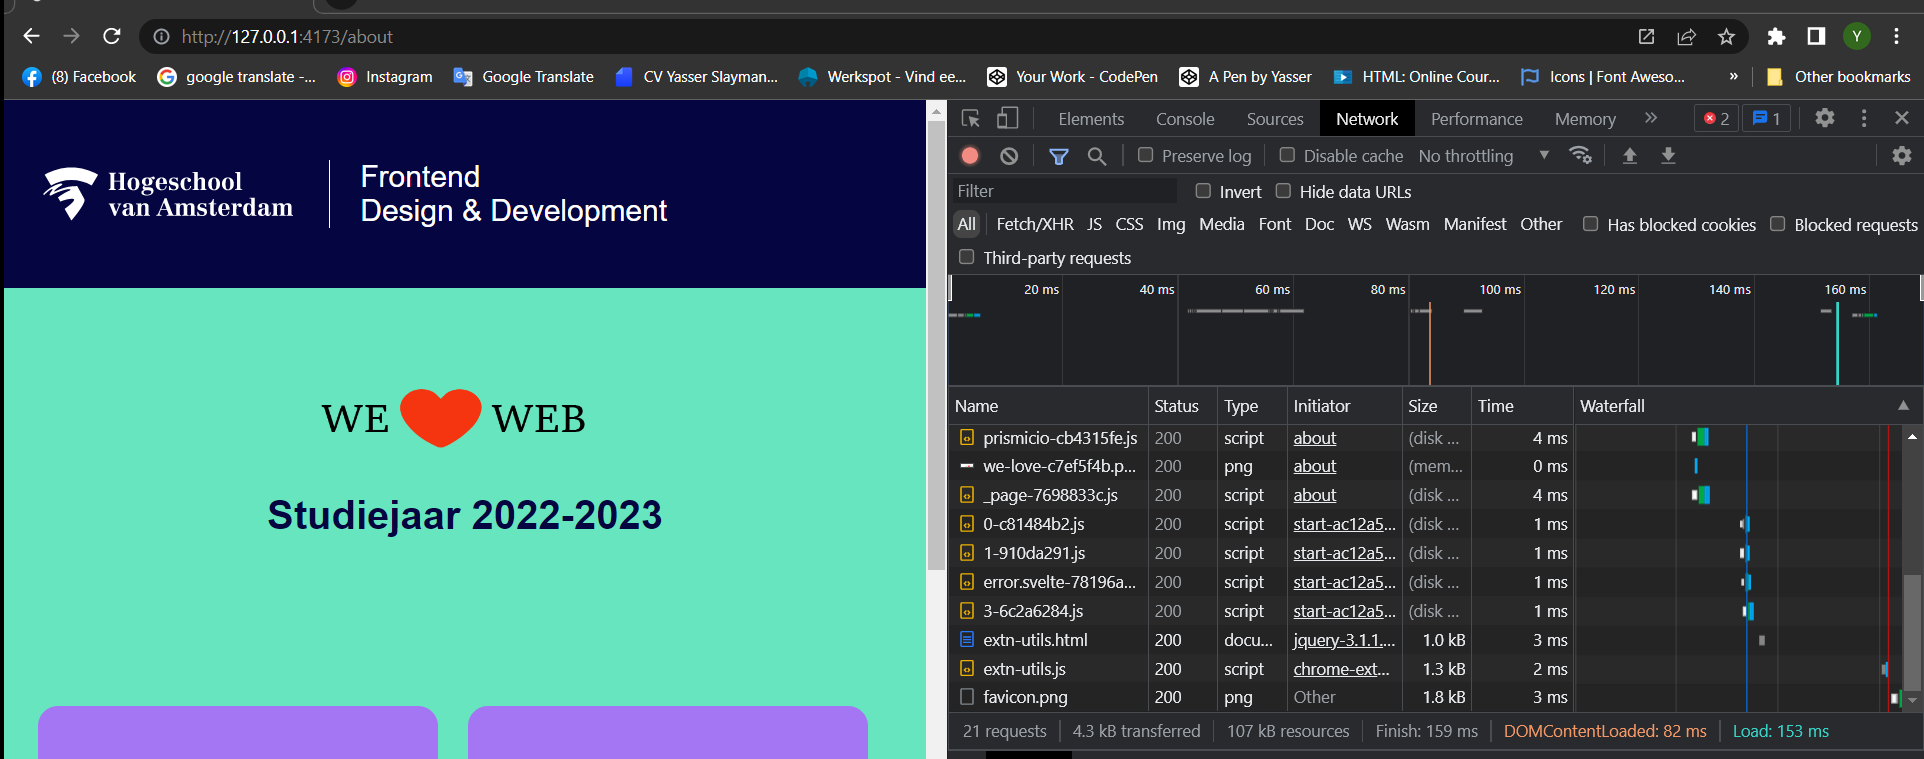 http://127.0.0.1:4173/about
Y
(8) Facebook
google translate -...
Instagram
Google Translate
CV Yasser Slayman...
Werkspot - Vind ee...
Your Work - CodePen
A Pen by Yasser
HTML: Online Cour...
Icons | Font Aweso...
»
Other bookmarks
Hogeschool
van Amsterdam
Frontend
Design & Development
WE WEB
Studiejaar 2022-2023
Elements Console Sources Network Performance Memory » 2 1
Preserve log Disable cache No throttling
Filter Invert Hide data URLs
All Fetch/XHR JS CSS Img Media Font Doc WS Wasm Manifest Other Has blocked cookies Blocked requests
Third-party requests
20 ms 40 ms 60 ms 80 ms 100 ms 120 ms 140 ms 160 ms
Name Status Type Initiator Size Time Waterfall
prismicio-cb4315fe.js 200 script about (disk ... 4 ms
we-love-c7ef5f4b.p... 200 png about (mem... 0 ms
_page-7698833c.js 200 script about (disk ... 4 ms
0-c81484b2.js 200 script start-ac12a5... (disk ... 1 ms
1-910da291.js 200 script start-ac12a5... (disk ... 1 ms
error.svelte-78196a... 200 script start-ac12a5... (disk ... 1 ms
3-6c2a6284.js 200 script start-ac12a5... (disk ... 1 ms
extn-utils.html 200 docu... jquery-3.1.1.... 1.0 kB 3 ms
extn-utils.js 200 script chrome-ext... 1.3 kB 2 ms
favicon.png 200 png Other 1.8 kB 3 ms
21 requests 4.3 kB transferred 107 kB resources Finish: 159 ms DOMContentLoaded: 82 ms Load: 153 ms